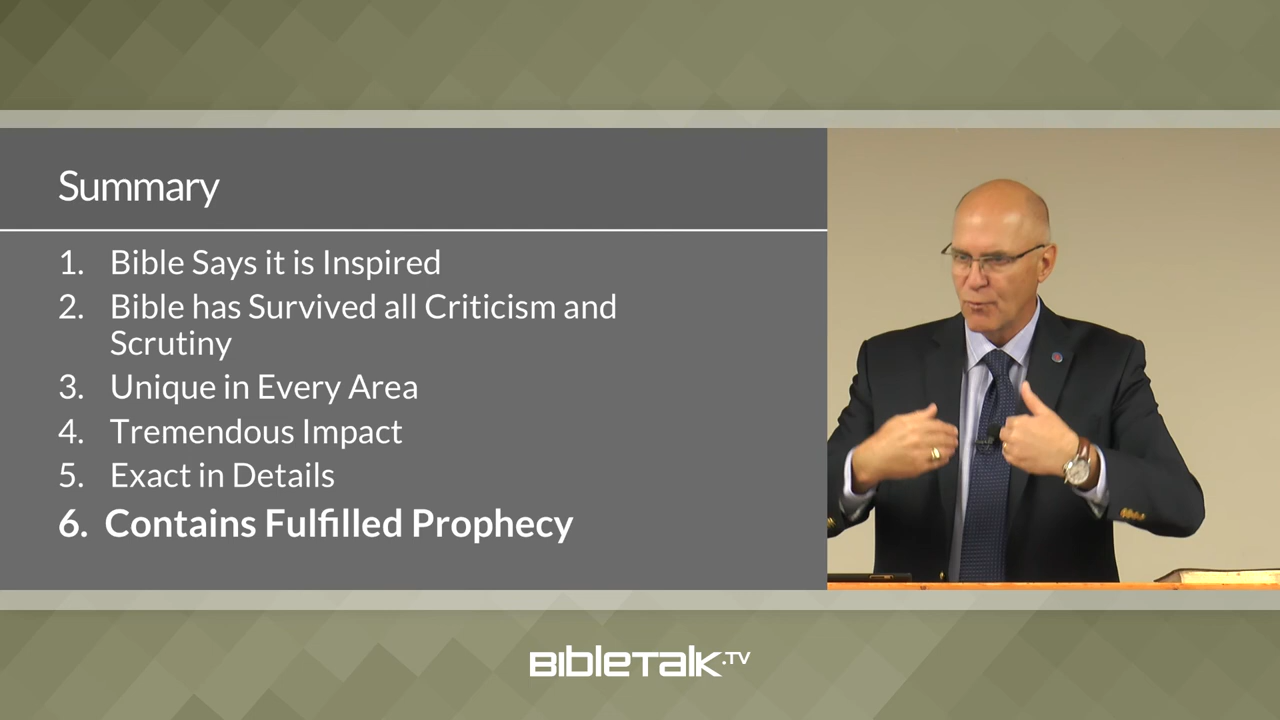 Summary
1. Bible Says it is Inspired
2. Bible has Survived all Criticism and
Scrutiny
3. Unique in Every Area
4. Tremendous Impact
5. Exact in Details
6. Contains Fulfilled Prophecy
BibleTalk.TV